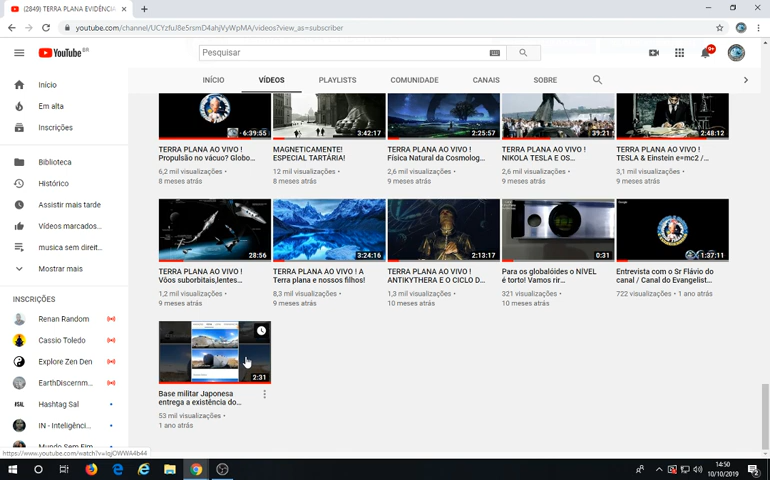 (2849) TERRA PLANA EVIDÊNCIA
youtube.com/channel/UCYzfuJ8e5rsmD4ahjVyWpMA/videos?view_as=subscriber
YouTube BR
Pesquisar
9+
INÍCIO VÍDEOS PLAYLISTS COMUNIDADE CANAIS SOBRE
Início
Em alta
Inscrições
Biblioteca
Histórico
Assistir mais tarde
Vídeos marcados...
musica sem direit...
Mostrar mais
INSCRIÇÕES
Renan Random
Cassio Toledo
Explore Zen Den
EarthDiscernm...
Hashtag Sal
IN - Inteligênci...
Mundo Sem Fim
6:39:55
TERRA PLANA AO VIVO !
Propulsão no vácuo? Globo...
6,2 mil visualizações •
8 meses atrás
3:42:17
MAGNETICAMENTE!
ESPECIAL TARTÁRIA!
12 mil visualizações •
8 meses atrás
2:25:57
TERRA PLANA AO VIVO !
Física Natural da Cosmolog...
2,6 mil visualizações •
9 meses atrás
39:21
TERRA PLANA AO VIVO !
NIKOLA TESLA E OS...
2,6 mil visualizações •
9 meses atrás
2:48:12
TERRA PLANA AO VIVO !
TESLA & Einstein e=mc2 /...
3,1 mil visualizações •
9 meses atrás
28:56
TERRA PLANA AO VIVO !
Vôos suborbitais,lentes...
1,2 mil visualizações •
9 meses atrás
3:24:16
TERRA PLANA AO VIVO ! A
Terra plana e nossos filhos!
8,3 mil visualizações •
9 meses atrás
2:13:17
TERRA PLANA AO VIVO !
ANTIKYTHERA E O CICLO D...
1,3 mil visualizações •
10 meses atrás
0:31
Para os globalóides o NÍVEL
é torto! Vamos rir...
321 visualizações •
10 meses atrás
1:37:11
Entrevista com o Sr Flávio do
canal / Canal do Evangelist...
722 visualizações • 1 ano atrás
2:31
Base militar Japonesa
entrega a existência do...
53 mil visualizações •
1 ano atrás
https://www.youtube.com/watch?v=lqjOWWA4b44
14:50
10/10/2019
2